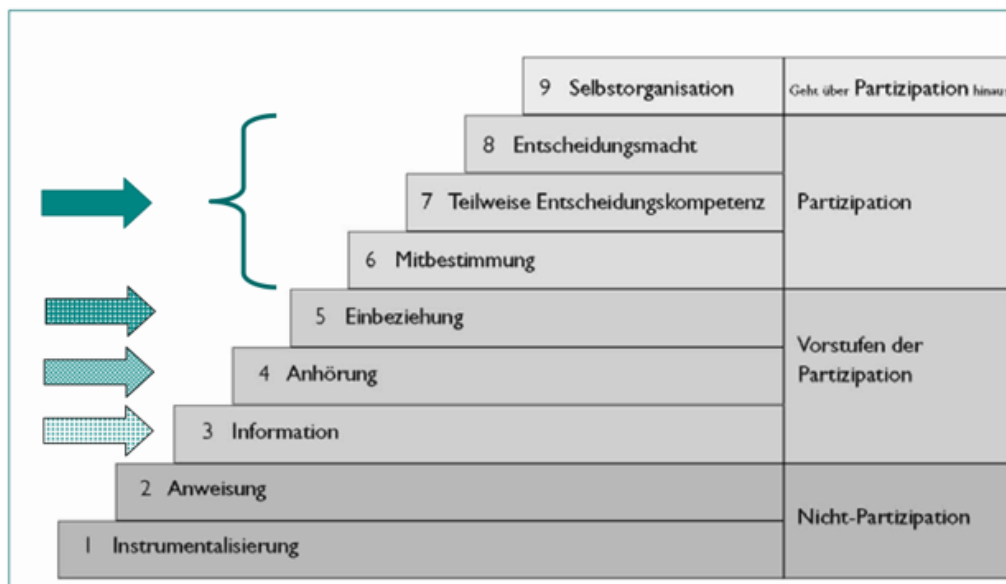 9 Selbstorganisation
Geht über Partizipation hinaus
8 Entscheidungsmacht
7 Teilweise Entscheidungskompetenz
Partizipation
6 Mitbestimmung
5 Einbeziehung
Vorstufen der
Partizipation
4 Anhörung
3 Information
2 Anweisung
Nicht-Partizipation
1 Instrumentalisierung